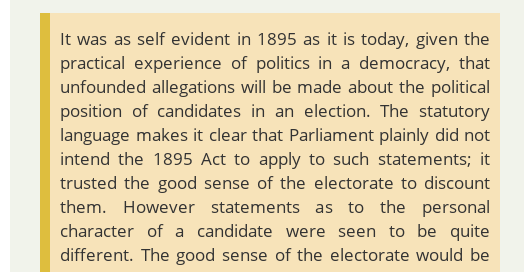 It was as self evident in 1895 as it is today, given the
practical experience of politics in a democracy, that
unfounded allegations will be made about the political
position of candidates in an election. The statutory
language makes it clear that Parliament plainly did not
intend the 1895 Act to apply to such statements; it
trusted the good sense of the electorate to discount
them. However statements as to the personal
character of a candidate were seen to be quite
different. The good sense of the electorate would be